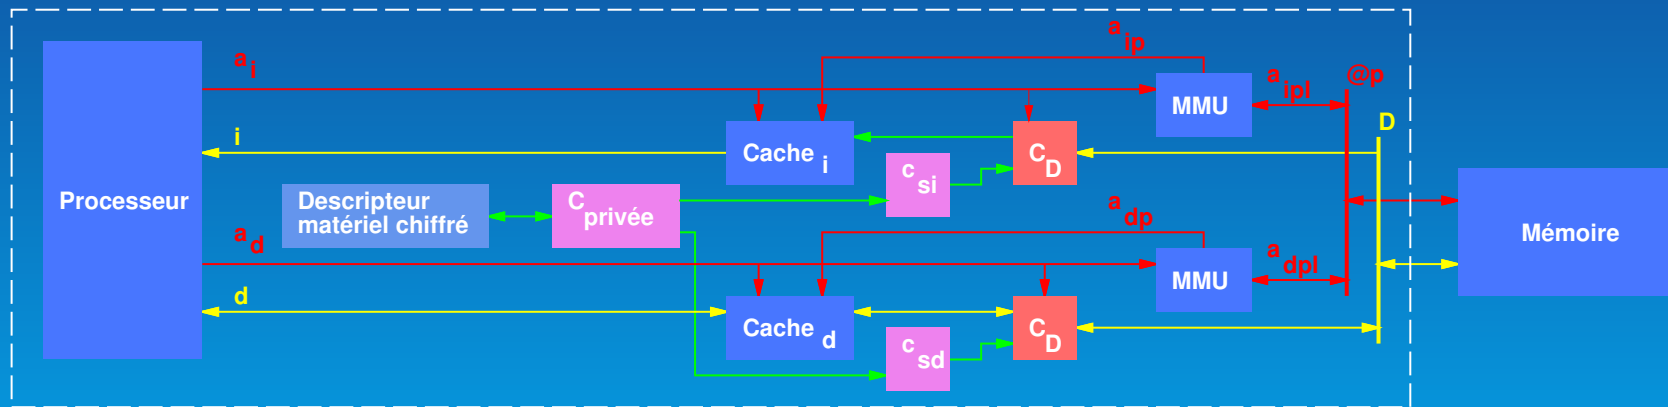 a i
a ip
a ipl
@p
MMU
D
i
Cache i
C D
c si
Processeur
Descripteur
matériel chiffré
C privée
a d
a dp
a dpl
Mémoire
MMU
d
Cache d
C D
c sd